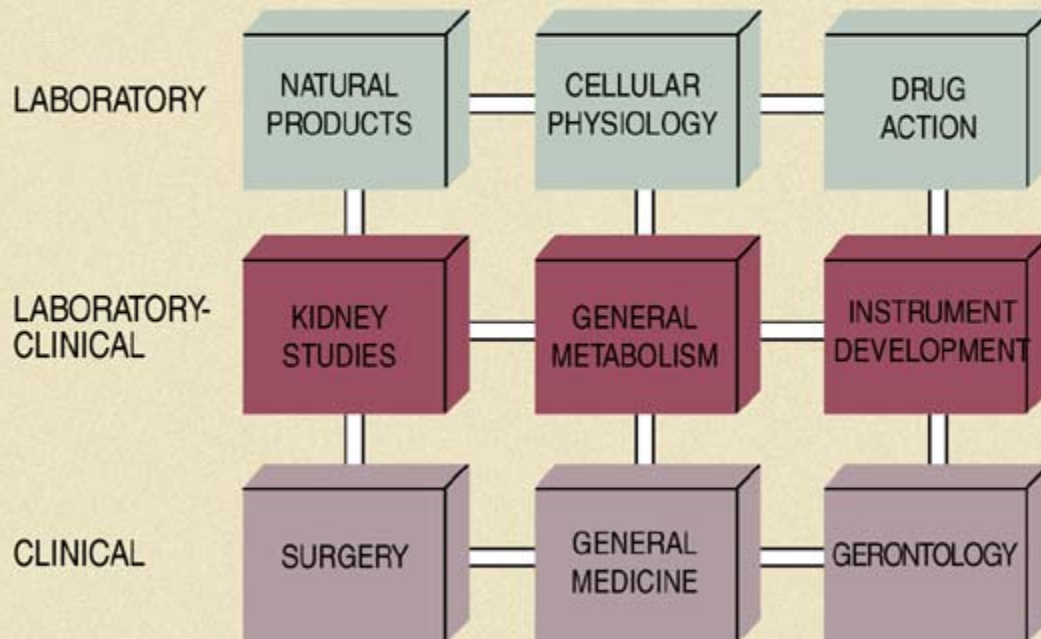 LABORATORY
NATURAL
PRODUCTS
CELLULAR
PHYSIOLOGY
DRUG
ACTION
LABORATORY-
CLINICAL
KIDNEY
STUDIES
GENERAL
METABOLISM
INSTRUMENT
DEVELOPMENT
CLINICAL
SURGERY
GENERAL
MEDICINE
GERONTOLOGY